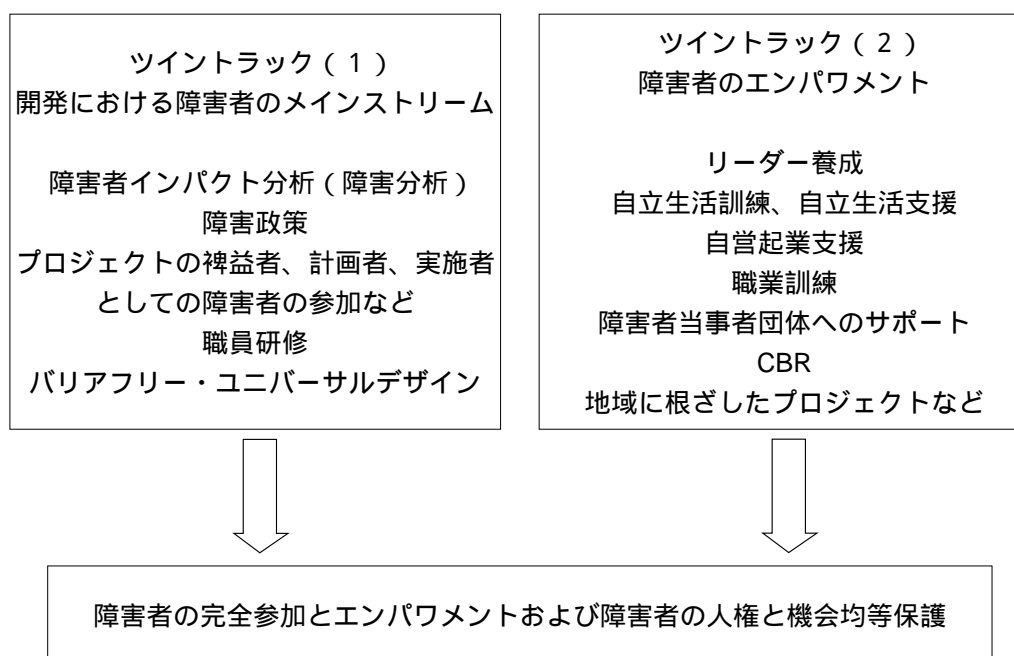 ツイントラック(1)
開発における障害者のメインストリーム
障害者インパクト分析(障害分析)
障害政策
プロジェクトの裨益者、計画者、実施者
としての障害者の参加など
職員研修
バリアフリー・ユニバーサルデザイン
ツイントラック(2)
障害者のエンパワメント
リーダー養成
自立生活訓練、自立生活支援
自営起業支援
職業訓練
障害者当事者団体へのサポート
CBR
地域に根ざしたプロジェクトなど
障害者の完全参加とエンパワメントおよび障害者の人権と機会均等保護